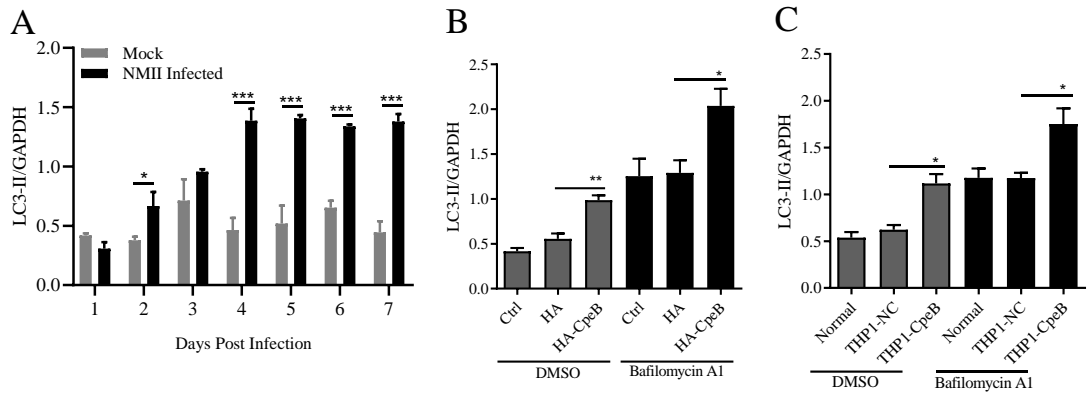 A
Mock
NMII Infected
LC3-II/GAPDH
2.0
1.5
1.0
0.5
0.0
*
***
***
***
***
1
2
3
4
5
6
7
Days Post Infection
B
LC3-II/GAPDH
2.5
2.0
1.5
1.0
0.5
0.0
**
*
Ctrl
HA
HA-CpeB
Ctrl
HA
HA-CpeB
DMSO
Bafilomycin A1
C
LC3-II/GAPDH
2.5
2.0
1.5
1.0
0.5
0.0
*
*
Normal
THP1-NC
THP1-CpeB
Normal
THP1-NC
THP1-CpeB
DMSO
Bafilomycin A1